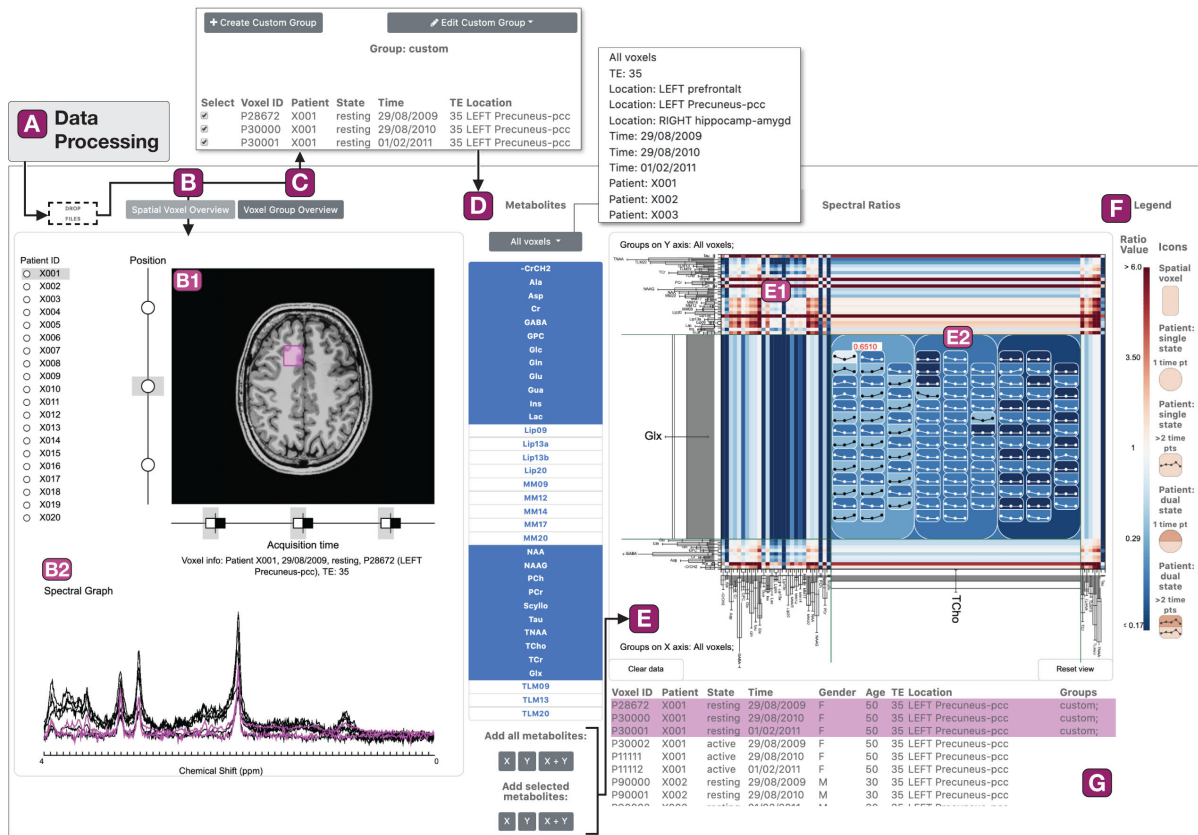 + Create Custom Group
Edit Custom Group
Group: custom
Select Voxel ID Patient State Time TE Location
P28672 X001 resting 29/08/2009 35 LEFT Precuneus-pcc
P30000 X001 resting 29/08/2010 35 LEFT Precuneus-pcc
P30001 X001 resting 01/02/2011 35 LEFT Precuneus-pcc
All voxels
TE: 35
Location: LEFT prefrontalt
Location: LEFT Precuneus-pcc
Location: RIGHT hippocamp-amygd
Time: 29/08/2009
Time: 29/08/2010
Time: 01/02/2011
Patient: X001
Patient: X002
Patient: X003
A Data
Processing
B
C
DROP
FILES
Spatial Voxel Overview
Voxel Group Overview
Patient ID
X001
X002
X003
X004
X005
X006
X007
X008
X009
X010
X011
X012
X013
X014
X015
X016
X017
X018
X019
X020
Position
B1
Acquisition time
Voxel info: Patient X001, 29/08/2009, resting, P28672 (LEFT
Precuneus-pcc), TE: 35
B2
Spectral Graph
4
0
Chemical Shift (ppm)
D Metabolites
All voxels
-CrCH2
Ala
Asp
Cr
GABA
GPC
Glc
Gln
Glu
Gua
Ins
Lac
Lip09
Lip13a
Lip13b
Lip20
MM09
MM12
MM14
MM17
MM20
NAA
NAAG
PCh
PCr
Scyllo
Tau
TNAA
TCho
TCr
Glx
TLM09
TLM13
TLM20
Add all metabolites:
X Y X + Y
Add selected
metabolites:
X Y X + Y
Spectral Ratios
Groups on Y axis: All voxels;
E1
E2
0.6510
Glx
TCho
E
Groups on X axis: All voxels;
Clear data
Reset view
F Legend
Ratio
Value
> 6.0
3.50
1
0.29
< 0.17
Icons
Spatial
voxel
Patient:
single
state
1 time pt
Patient:
single
state
>2 time
pts
Patient:
dual
state
1 time pt
Patient:
dual
state
>2 time
pts
Voxel ID Patient State Time Gender Age TE Location Groups
P28672 X001 resting 29/08/2009 F 50 35 LEFT Precuneus-pcc custom;
P30000 X001 resting 29/08/2010 F 50 35 LEFT Precuneus-pcc custom;
P30001 X001 resting 01/02/2011 F 50 35 LEFT Precuneus-pcc custom;
P30002 X001 active 29/08/2009 F 50 35 LEFT Precuneus-pcc
P11111 X001 active 29/08/2010 F 50 35 LEFT Precuneus-pcc
P11112 X001 active 01/02/2011 F 50 35 LEFT Precuneus-pcc
P90000 X002 resting 29/08/2009 M 30 35 LEFT Precuneus-pcc
P90001 X002 resting 29/08/2010 M 30 35 LEFT Precuneus-pcc
G